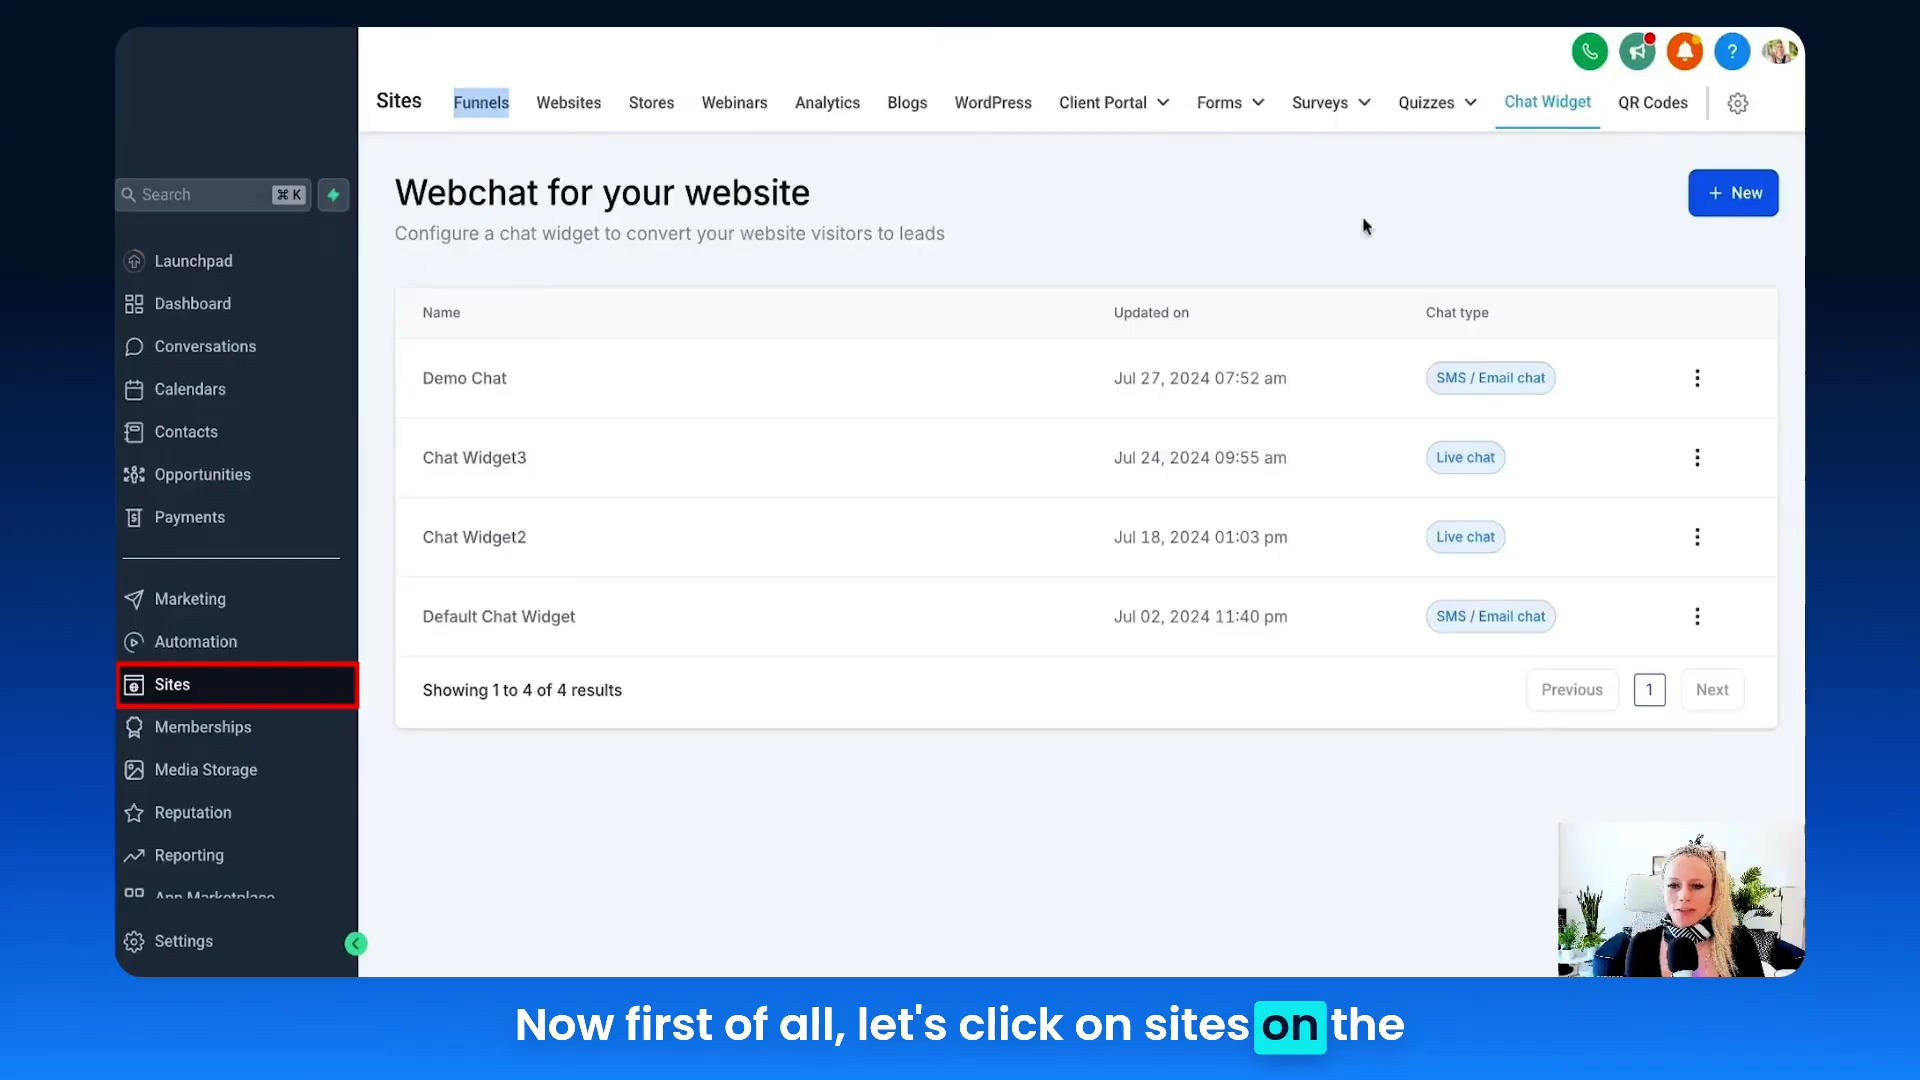 Sites
Funnels
Websites
Stores
Webinars
Analytics
Blogs
WordPress
Client Portal
Forms
Surveys
Quizzes
Chat Widget
QR Codes
?
Search
⌘ K
Launchpad
Dashboard
Conversations
Calendars
Contacts
Opportunities
Payments
Marketing
Automation
Sites
Memberships
Media Storage
Reputation
Reporting
App Marketplace
Settings
Webchat for your website
Configure a chat widget to convert your website visitors to leads
+ New
Name Updated on Chat type
Demo Chat Jul 27, 2024 07:52 am SMS / Email chat
Chat Widget3 Jul 24, 2024 09:55 am Live chat
Chat Widget2 Jul 18, 2024 01:03 pm Live chat
Default Chat Widget Jul 02, 2024 11:40 pm SMS / Email chat
Showing 1 to 4 of 4 results
Previous 1 Next
Now first of all, let's click on sites on the